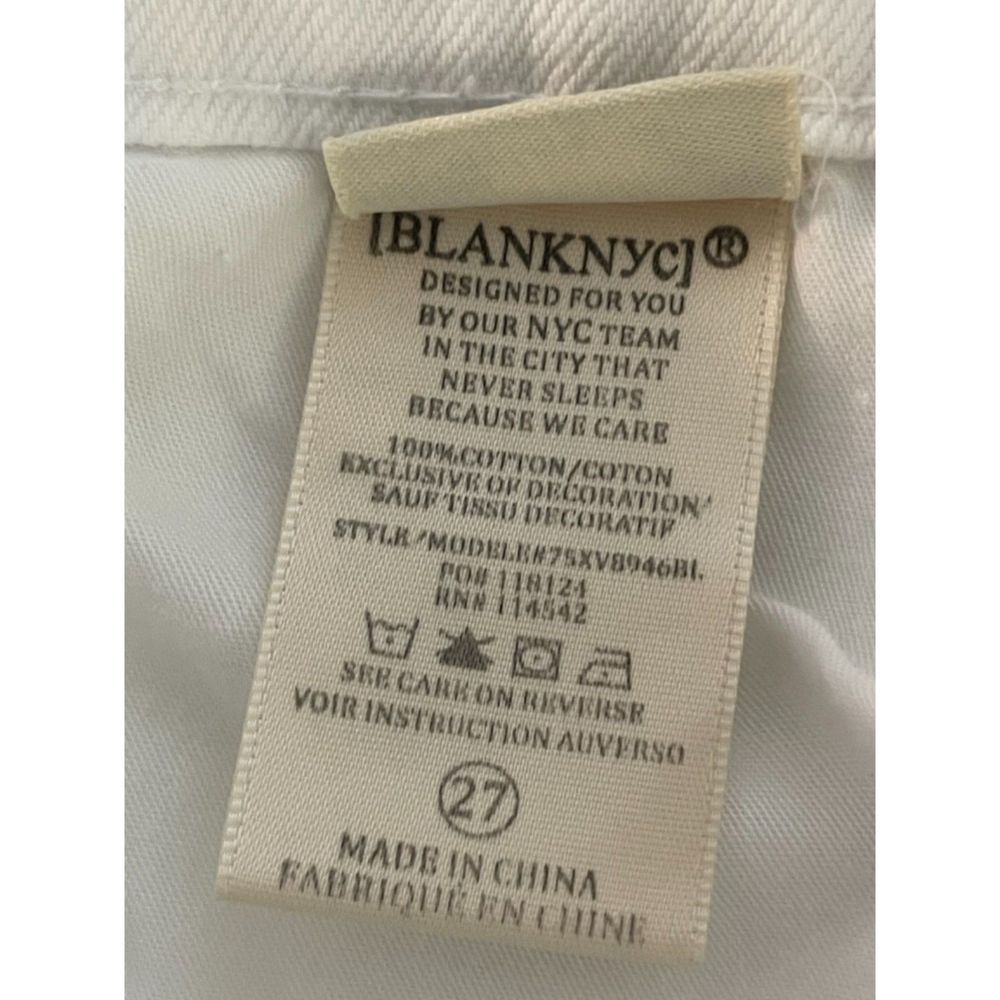 [BLANKNYC]®
DESIGNED FOR YOU
BY OUR NYC TEAM
IN THE CITY THAT
NEVER SLEEPS
BECAUSE WE CARE
100% COTTON/COTON
EXCLUSIVE OF DECORATION/
SAUF TISSU DECORATIF
STYLE/MODELE#75XV8946BL
PO# 118124
RN# 114542
SEE CARE ON REVERSE
VOIR INSTRUCTION AUVERSO
27
MADE IN CHINA
FABRIQUÉ EN CHINE